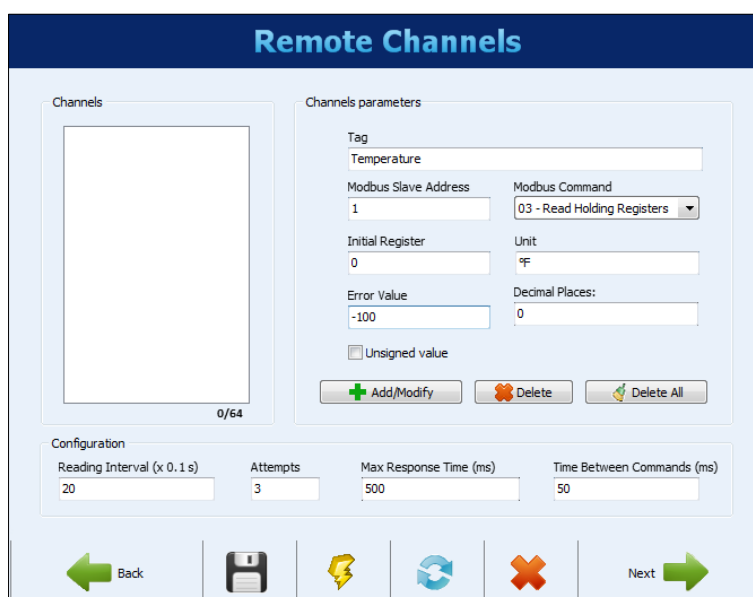 Remote Channels
Channels
0/64
Channels parameters
Tag
Temperature
Modbus Slave Address Modbus Command
1 03 - Read Holding Registers
Initial Register Unit
0 ºF
Error Value Decimal Places:
-100 0
Unsigned value
Add/Modify Delete Delete All
Configuration
Reading Interval (x 0.1 s) Attempts Max Response Time (ms) Time Between Commands (ms)
20 3 500 50
Back Next